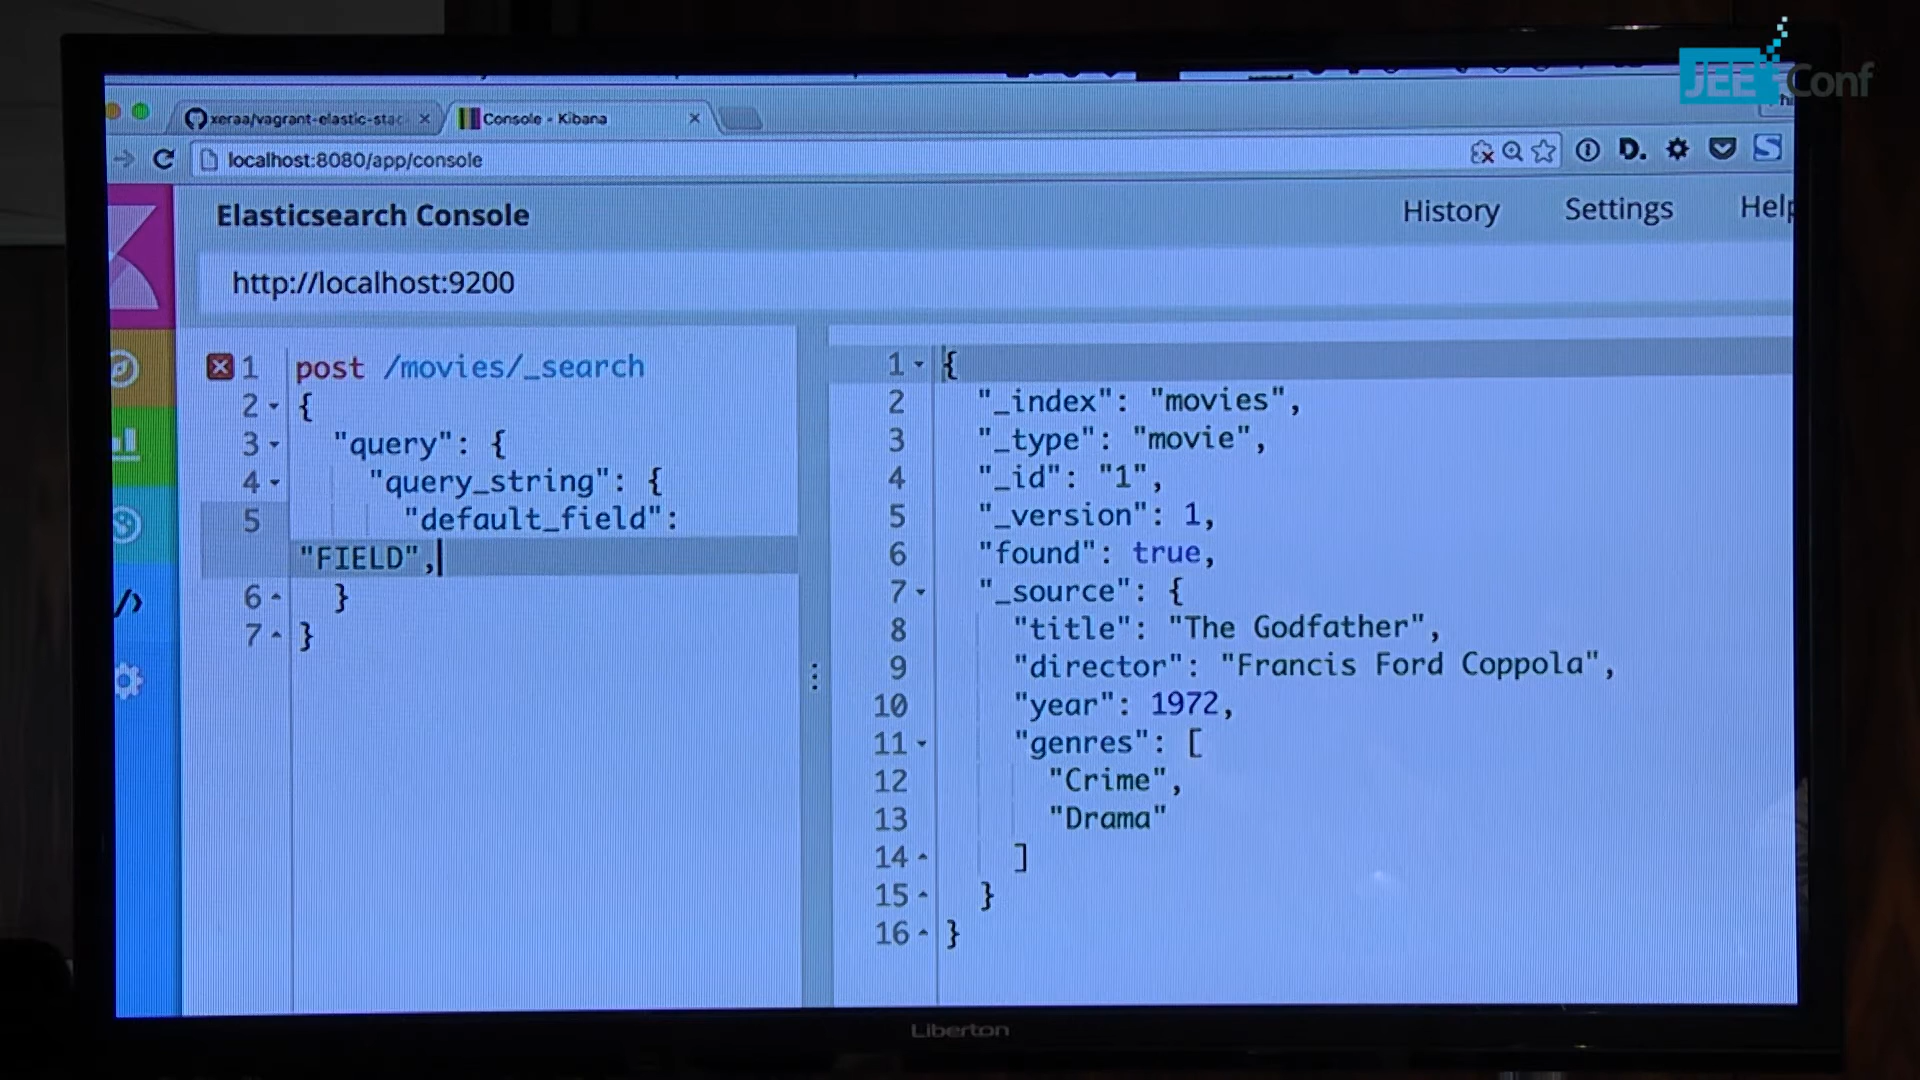 JEEConf
xeraa/vagrant-elastic-stac
Console - Kibana
localhost:8080/app/console
D.
Elasticsearch Console
History
Settings
Help
http://localhost:9200
1 post /movies/_search
2 {
3 "query": {
4 "query_string": {
5 "default_field":
"FIELD",
6 }
7 }
1 {
2 "_index": "movies",
3 "_type": "movie",
4 "_id": "1",
5 "_version": 1,
6 "found": true,
7 "_source": {
8 "title": "The Godfather",
9 "director": "Francis Ford Coppola",
10 "year": 1972,
11 "genres": [
12 "Crime",
13 "Drama"
14 ]
15 }
16 }
Liberton